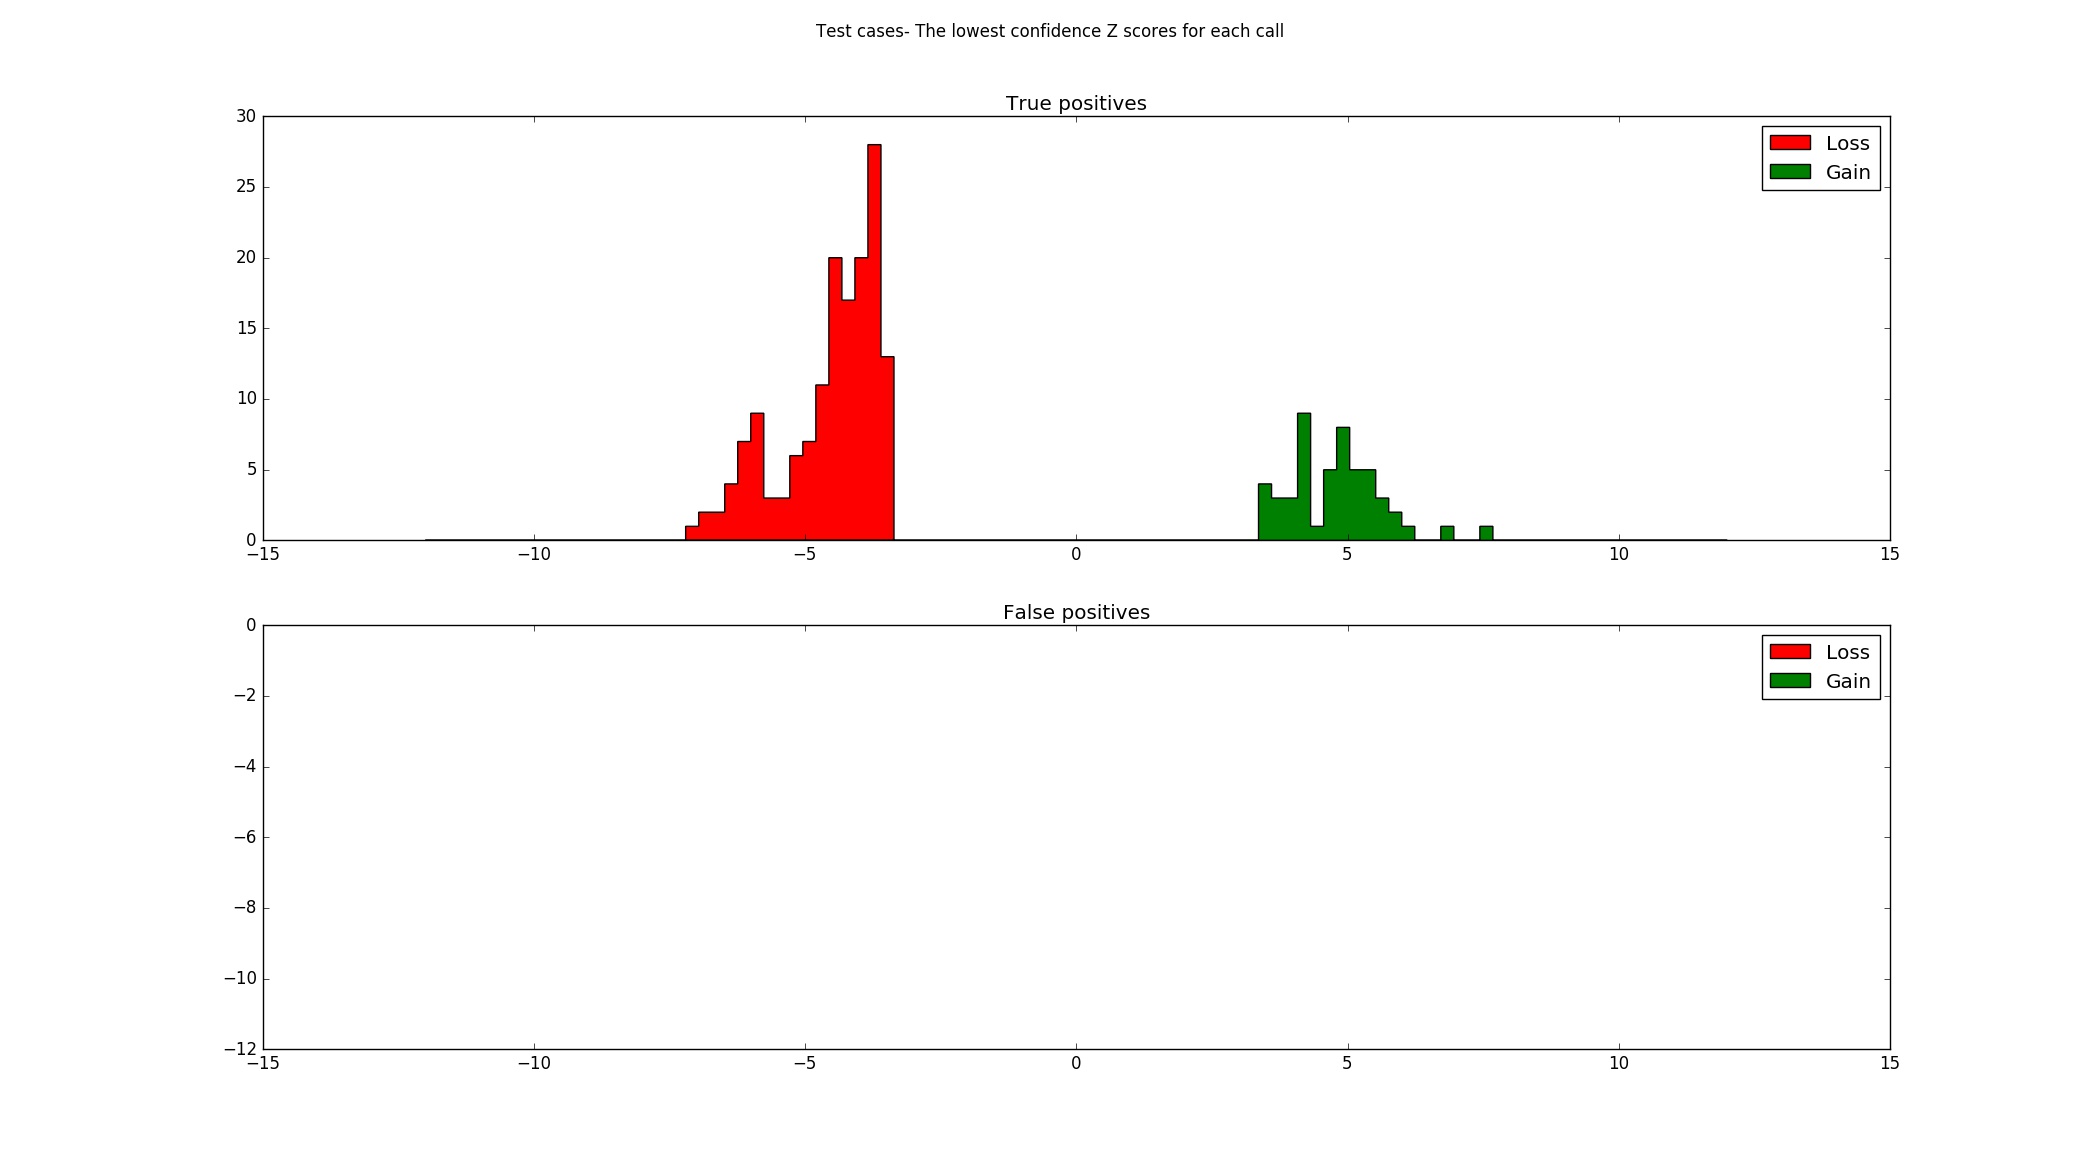 Test cases- The lowest confidence Z scores for each call
True positives
30
25
20
15
10
5
0
Loss
Gain
−15 −10 −5 0 5 10 15
False positives
0
−2
−4
−6
−8
−10
−12
Loss
Gain
−15 −10 −5 0 5 10 15